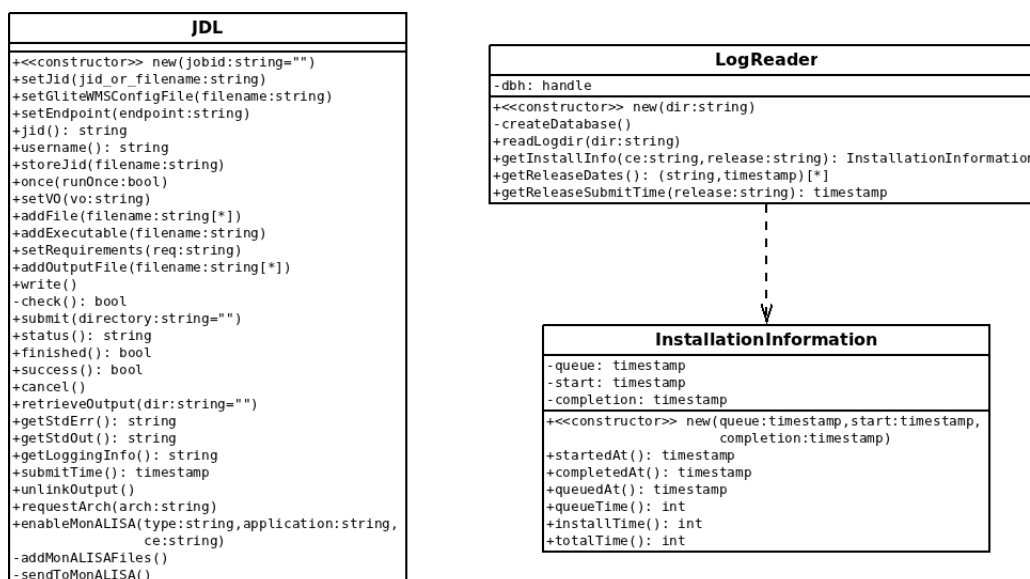 JDL
+<<constructor>> new(jobid:string="")
+setJid(jid_or_filename:string)
+setGliteWMSConfigFile(filename:string)
+setEndpoint(endpoint:string)
+jid(): string
+username(): string
+storeJid(filename:string)
+once(runOnce:bool)
+setVO(vo:string)
+addFile(filename:string[*])
+addExecutable(filename:string)
+setRequirements(req:string)
+addOutputFile(filename:string[*])
+write()
-check(): bool
+submit(directory:string="")
+status(): string
+finished(): bool
+success(): bool
+cancel()
+retrieveOutput(dir:string="")
+getStdErr(): string
+getStdOut(): string
+getLoggingInfo(): string
+submitTime(): timestamp
+unlinkOutput()
+requestArch(arch:string)
+enableMonALISA(type:string,application:string,
ce:string)
-addMonALISAFiles()
-sendToMonALISA()
LogReader
-dbh: handle
+<<constructor>> new(dir:string)
-createDatabase()
+readLogdir(dir:string)
+getInstallInfo(ce:string,release:string): InstallationInformation
+getReleaseDates(): (string,timestamp)[*]
+getReleaseSubmitTime(release:string): timestamp
InstallationInformation
-queue: timestamp
-start: timestamp
-completion: timestamp
+<<constructor>> new(queue:timestamp,start:timestamp,
completion:timestamp)
+startedAt(): timestamp
+completedAt(): timestamp
+queuedAt(): timestamp
+queueTime(): int
+installTime(): int
+totalTime(): int